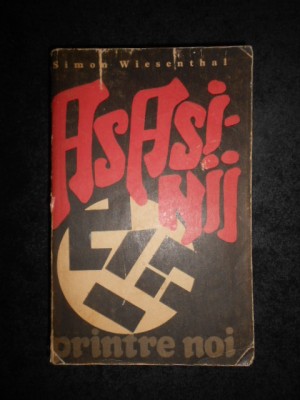 Simon Wiesenthal
ASASi-
Nii
printre noi